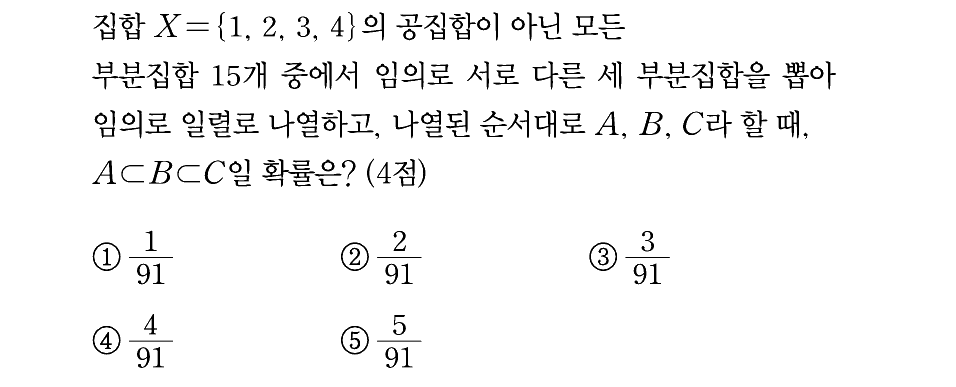 집합 X={1, 2, 3, 4}의 공집합이 아닌 모든
부분집합 15개 중에서 임의로 서로 다른 세 부분집합을 뽑아
임의로 일렬로 나열하고, 나열된 순서대로 A, B, C라 할 때,
A⊂B⊂C일 확률은? (4점)
① 1/91 ② 2/91 ③ 3/91
④ 4/91 ⑤ 5/91